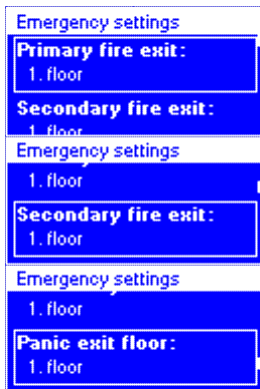 Emergency settings
Primary fire exit:
1. floor
Secondary fire exit:
1. floor
Emergency settings
1. floor
Secondary fire exit:
1. floor
Emergency settings
1. floor
Panic exit floor:
1. floor